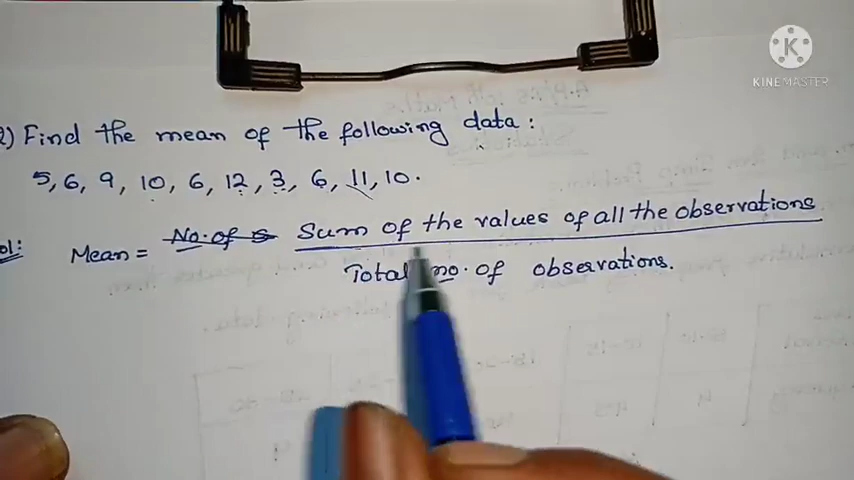 KINEMASTER
2) Find the mean of the following data :
5, 6, 9, 10, 6, 12, 3, 6, 11, 10.
ol:
Mean = No. of s Sum of the values of all the observations
Total no. of observations.